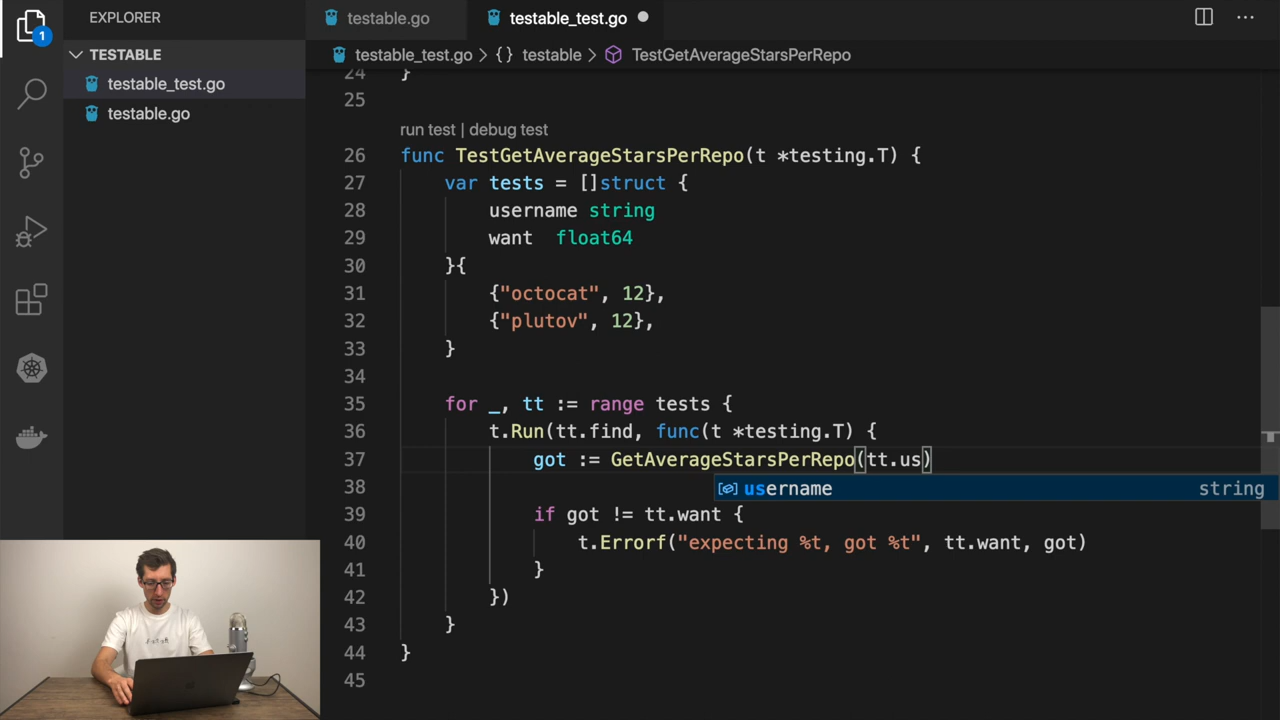 EXPLORER
testable.go
testable_test.go
TESTABLE
testable_test.go > {} testable > TestGetAverageStarsPerRepo
testable_test.go
testable.go
1
24 }
25
run test | debug test
26 func TestGetAverageStarsPerRepo(t *testing.T) {
27 var tests = []struct {
28 username string
29 want float64
30 }{
31 {"octocat", 12},
32 {"plutov", 12},
33 }
34
35 for _, tt := range tests {
36 t.Run(tt.find, func(t *testing.T) {
37 got := GetAverageStarsPerRepo(tt.us)
username string
38
39 if got != tt.want {
40 t.Errorf("expecting %t, got %t", tt.want, got)
41 }
42 })
43 }
44 }
45